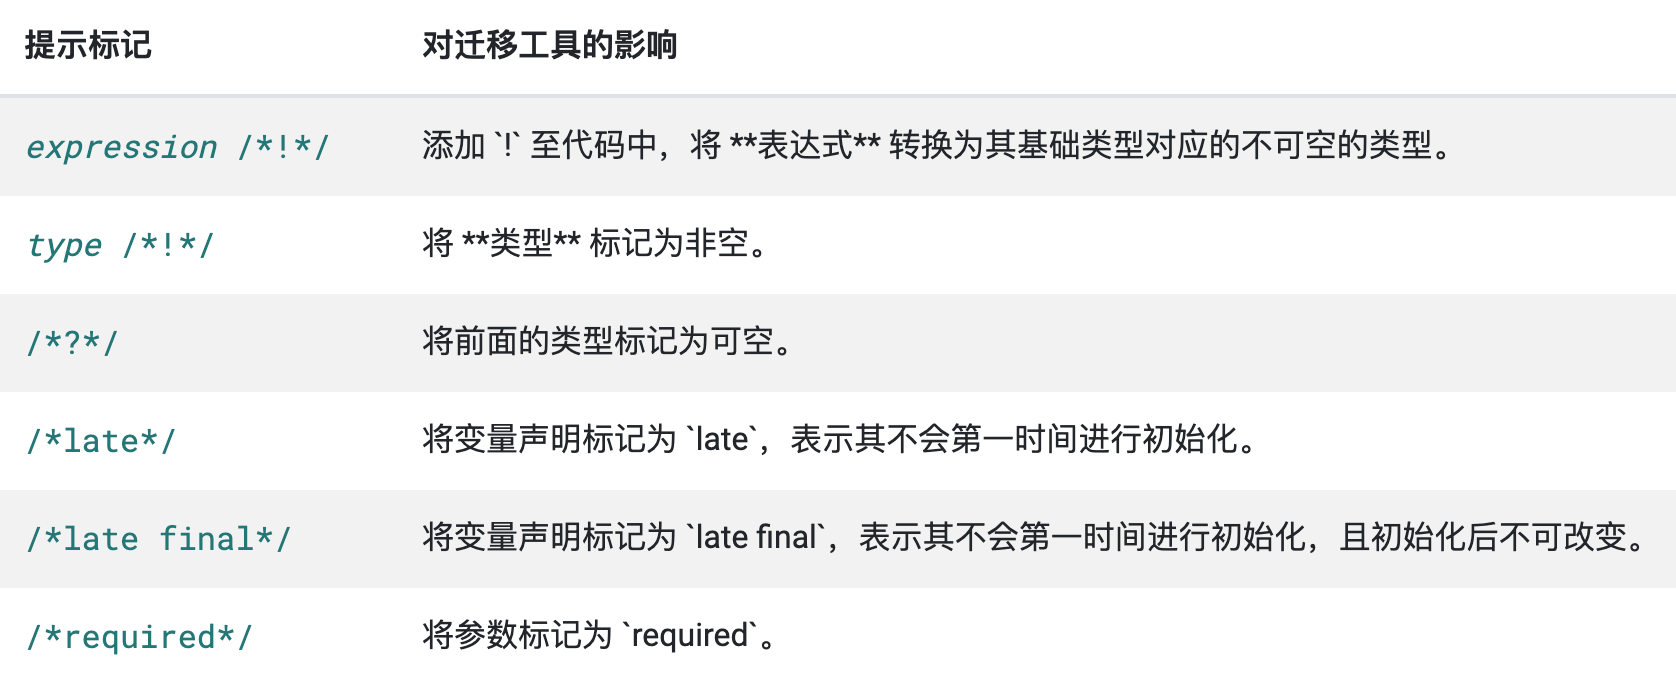 提示标记 对迁移工具的影响
expression /*!*/ 添加 `!` 至代码中，将 **表达式** 转换为其基础类型对应的不可空的类型。
type /*!*/ 将 **类型** 标记为非空。
/*?*/ 将前面的类型标记为可空。
/*late*/ 将变量声明标记为 `late`，表示其不会第一时间进行初始化。
/*late final*/ 将变量声明标记为 `late final`，表示其不会第一时间进行初始化，且初始化后不可改变。
/*required*/ 将参数标记为 `required`。